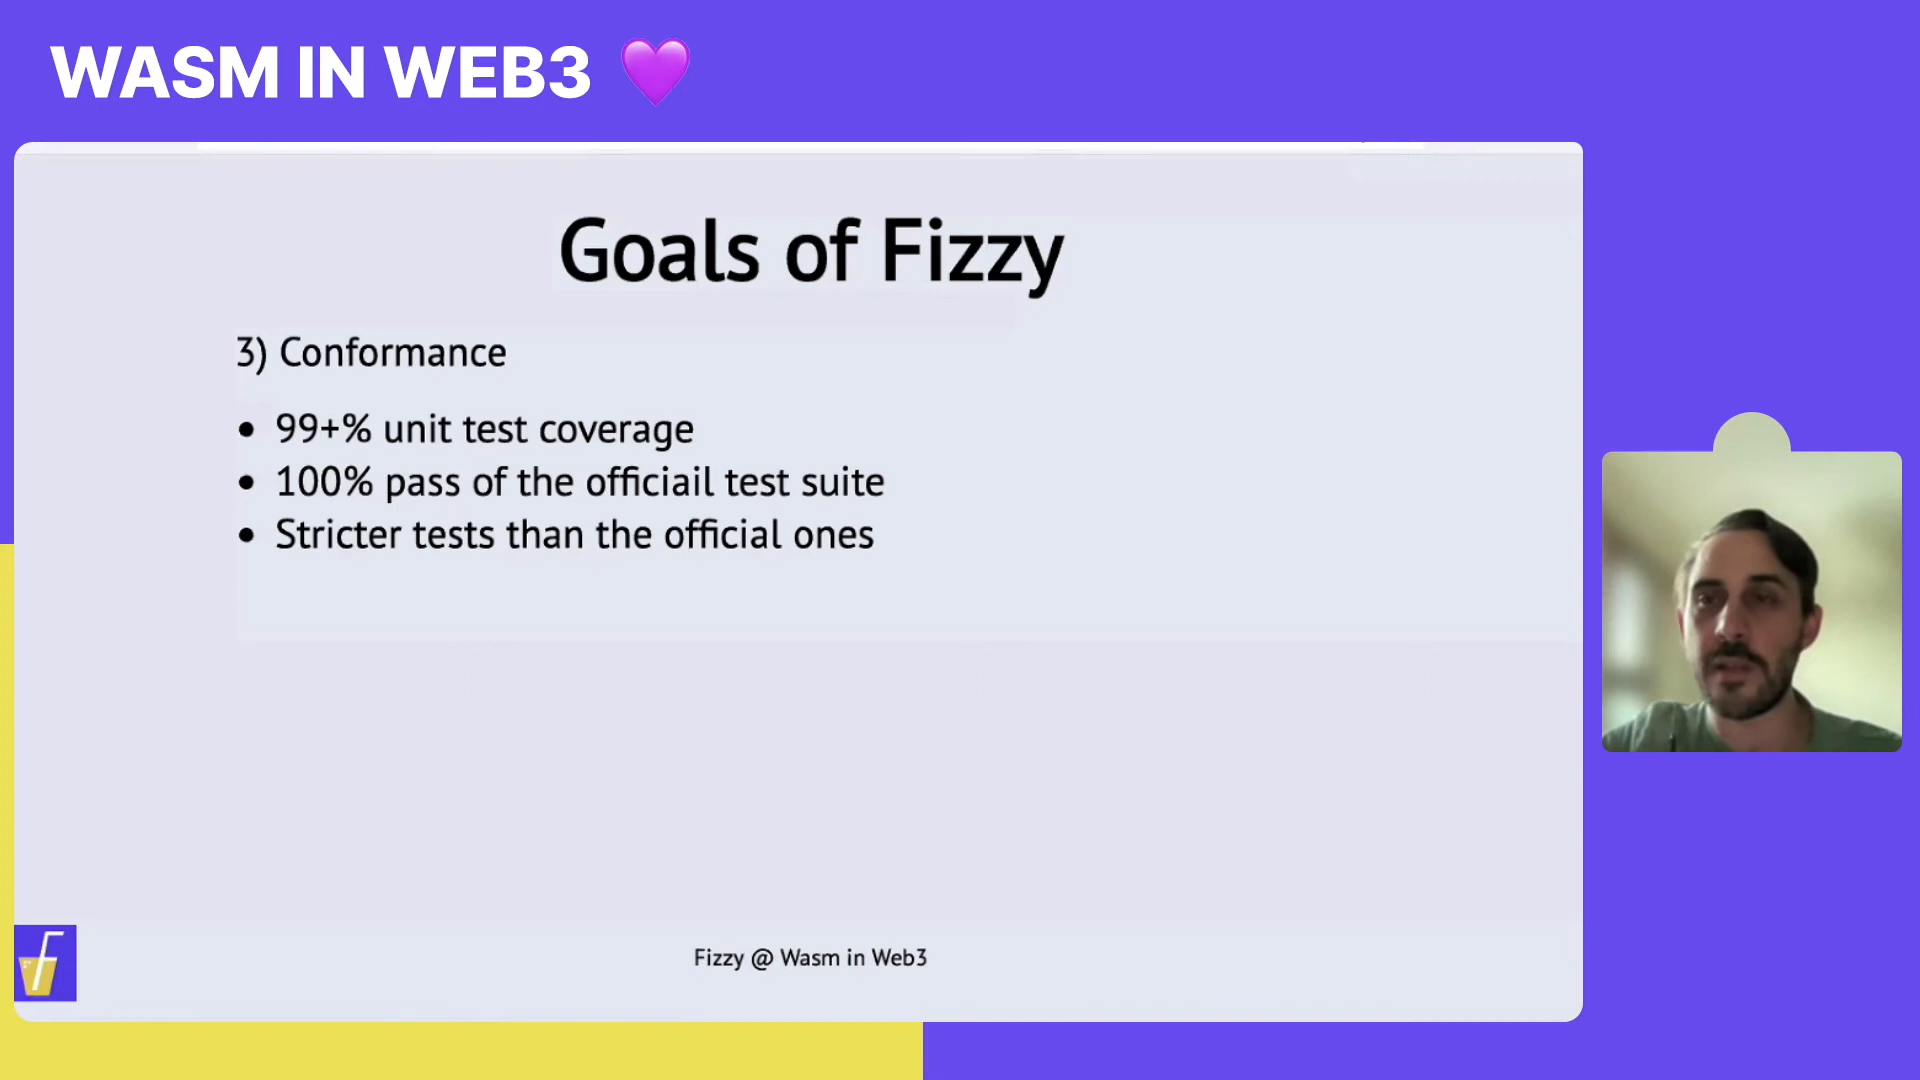 WASM IN WEB3 💜
Goals of Fizzy
3) Conformance
• 99+% unit test coverage
• 100% pass of the officiail test suite
• Stricter tests than the official ones
f
Fizzy @ Wasm in Web3